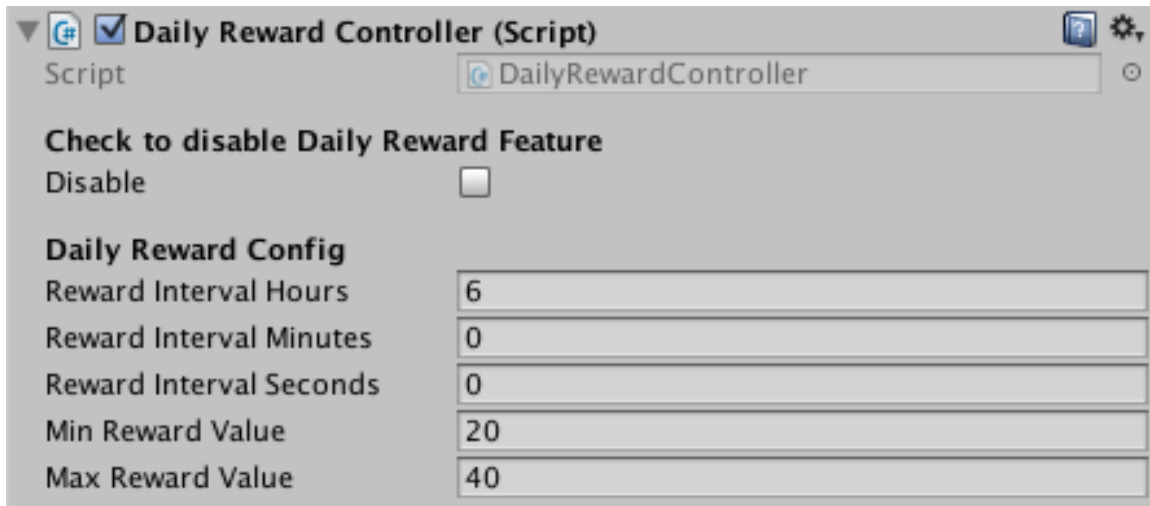 Daily Reward Controller (Script)
Script DailyRewardController
Check to disable Daily Reward Feature
Disable
Daily Reward Config
Reward Interval Hours 6
Reward Interval Minutes 0
Reward Interval Seconds 0
Min Reward Value 20
Max Reward Value 40